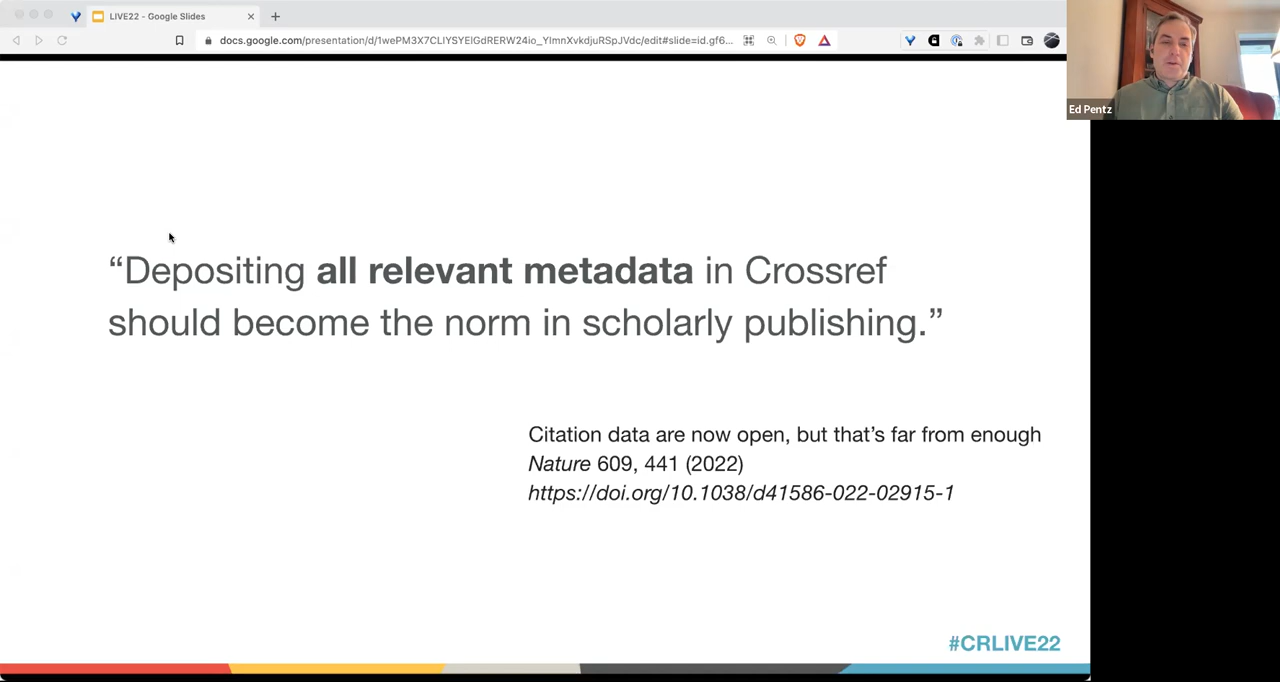 LIVE22 - Google Slides
docs.google.com/presentation/d/1wePM3X7CLIYSYEIGdRERW24io_YImnXvkdjuRSpJVdc/edit#slide=id.gf6...
Ed Pentz
“Depositing all relevant metadata in Crossref
should become the norm in scholarly publishing.”
Citation data are now open, but that’s far from enough
Nature 609, 441 (2022)
https://doi.org/10.1038/d41586-022-02915-1
#CRLIVE22